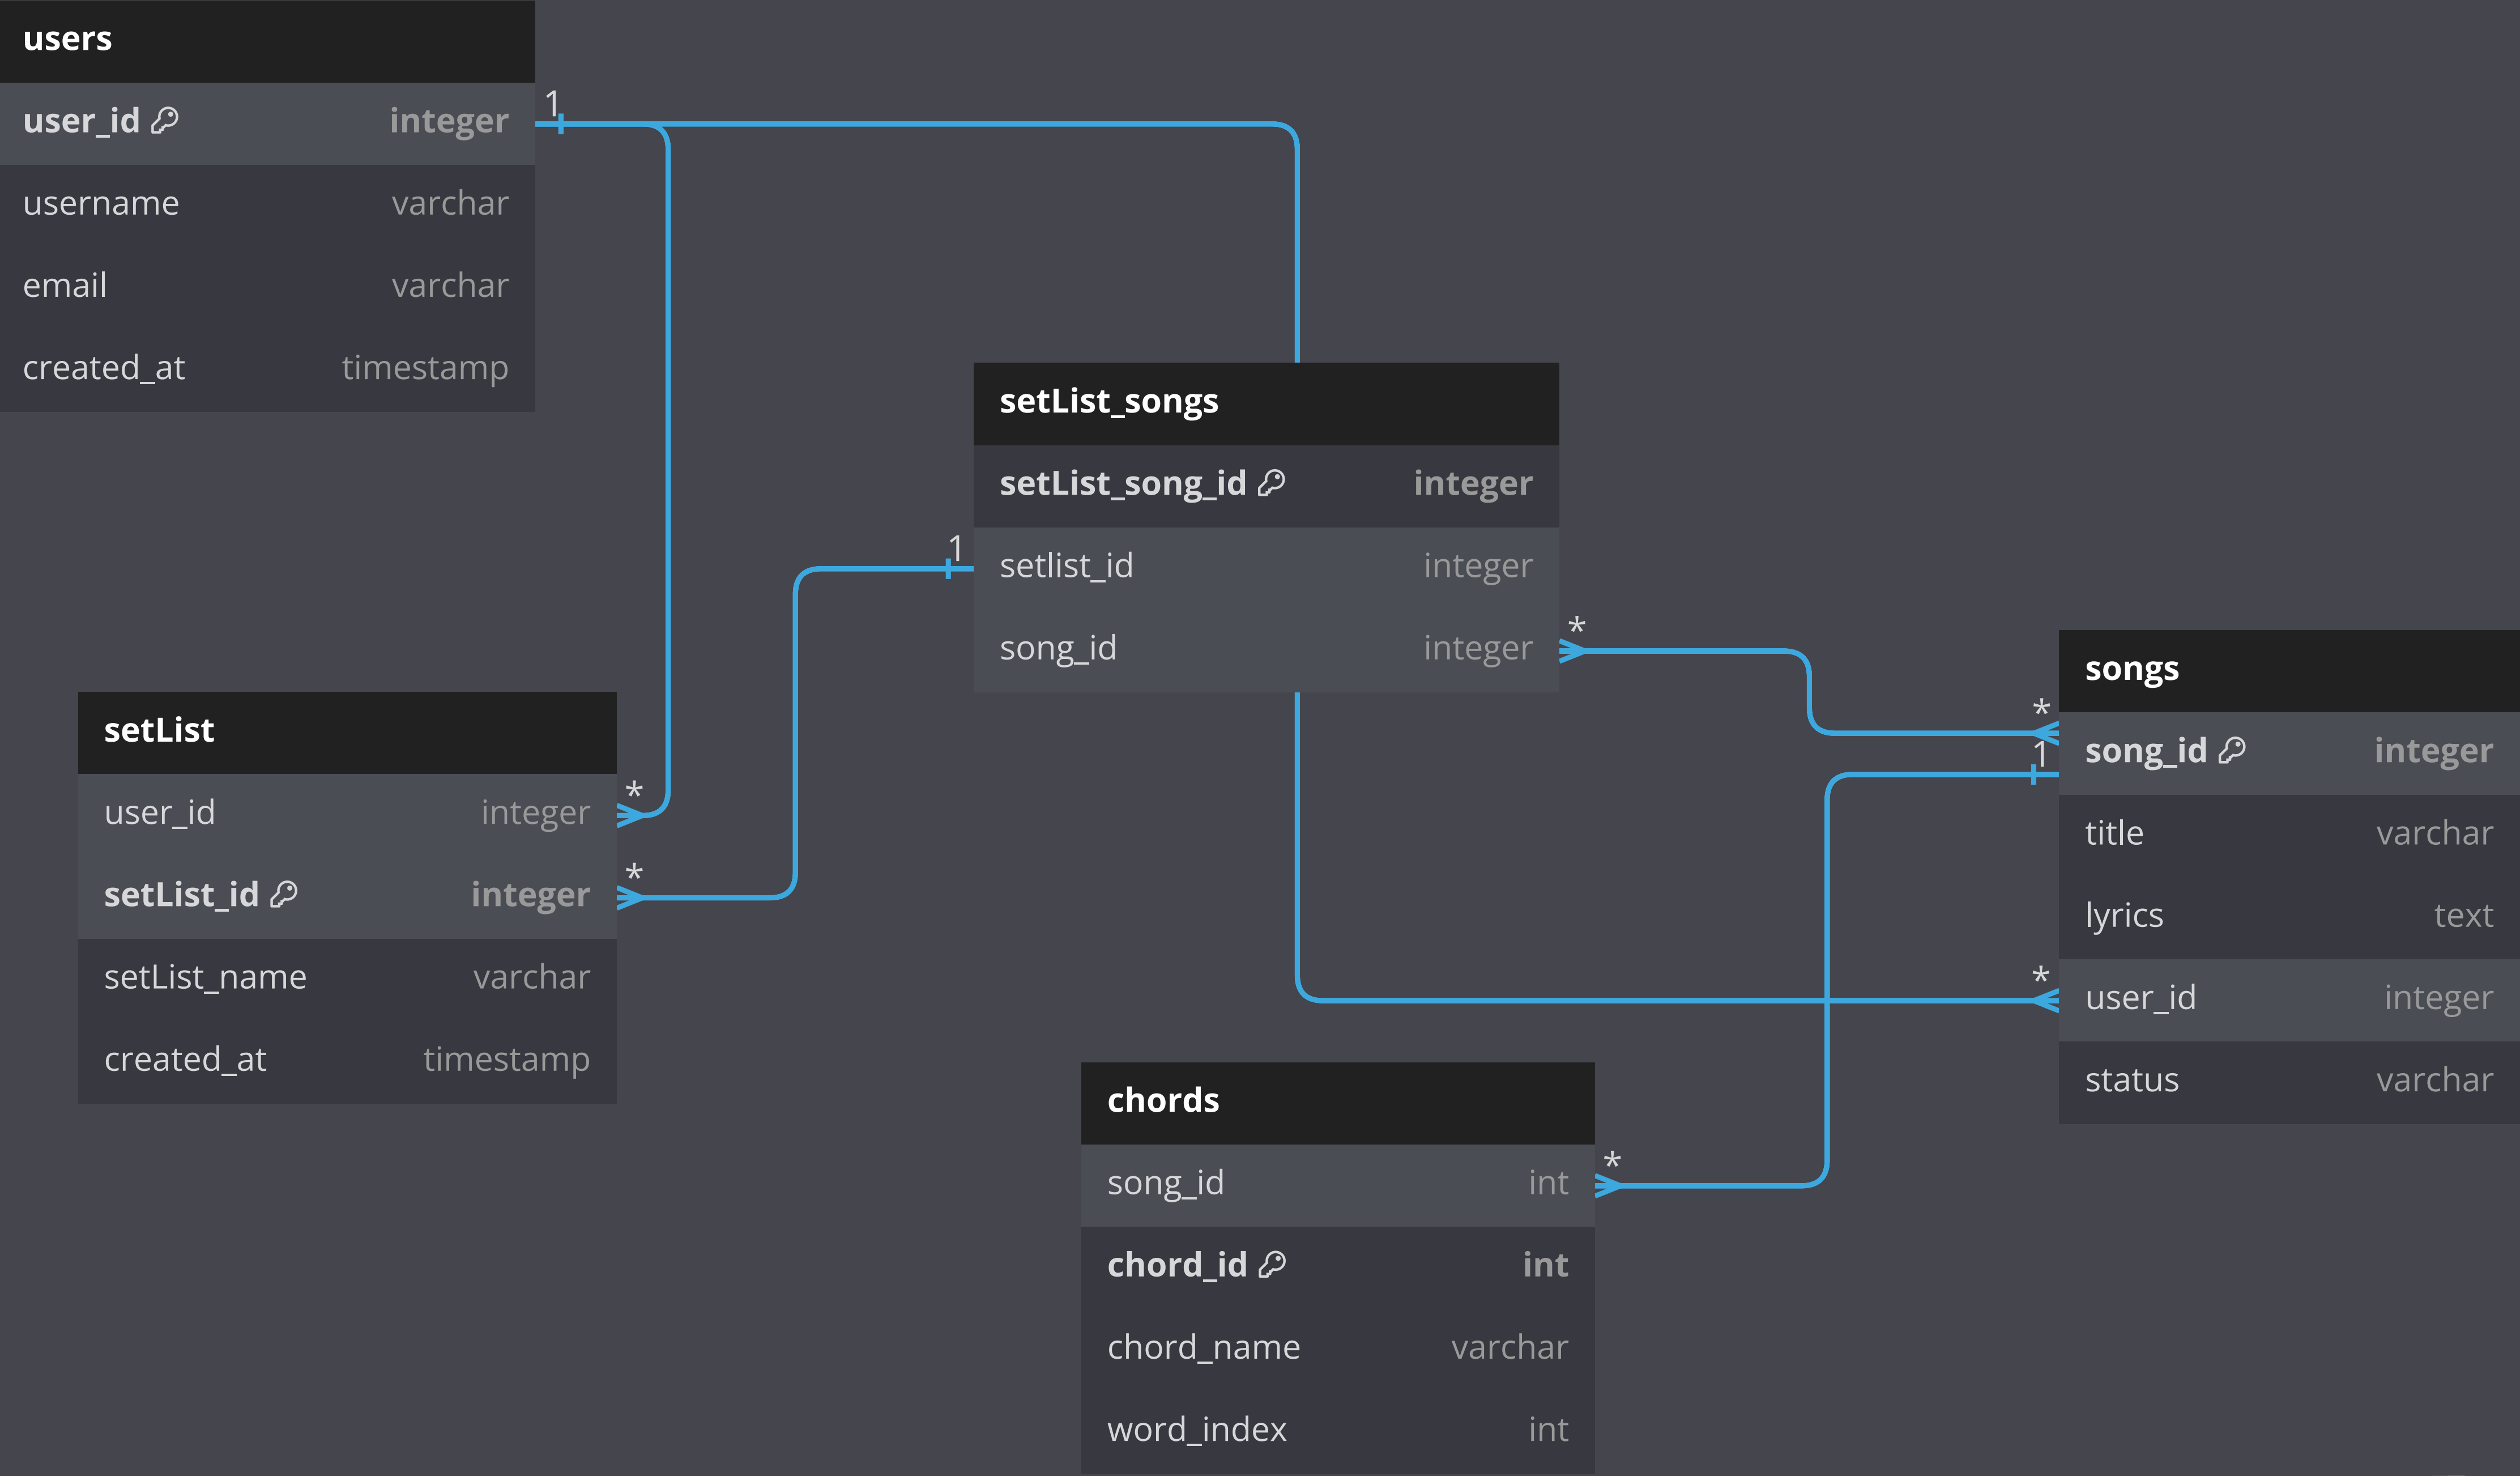 users
user_id integer
username varchar
email varchar
created_at timestamp
1
setList_songs
setList_song_id integer
setlist_id integer
song_id integer
1
*
setList
user_id integer
setList_id integer
setList_name varchar
created_at timestamp
*
*
songs
song_id integer
title varchar
lyrics text
user_id integer
status varchar
*
1
*
chords
song_id int
chord_id int
chord_name varchar
word_index int
*